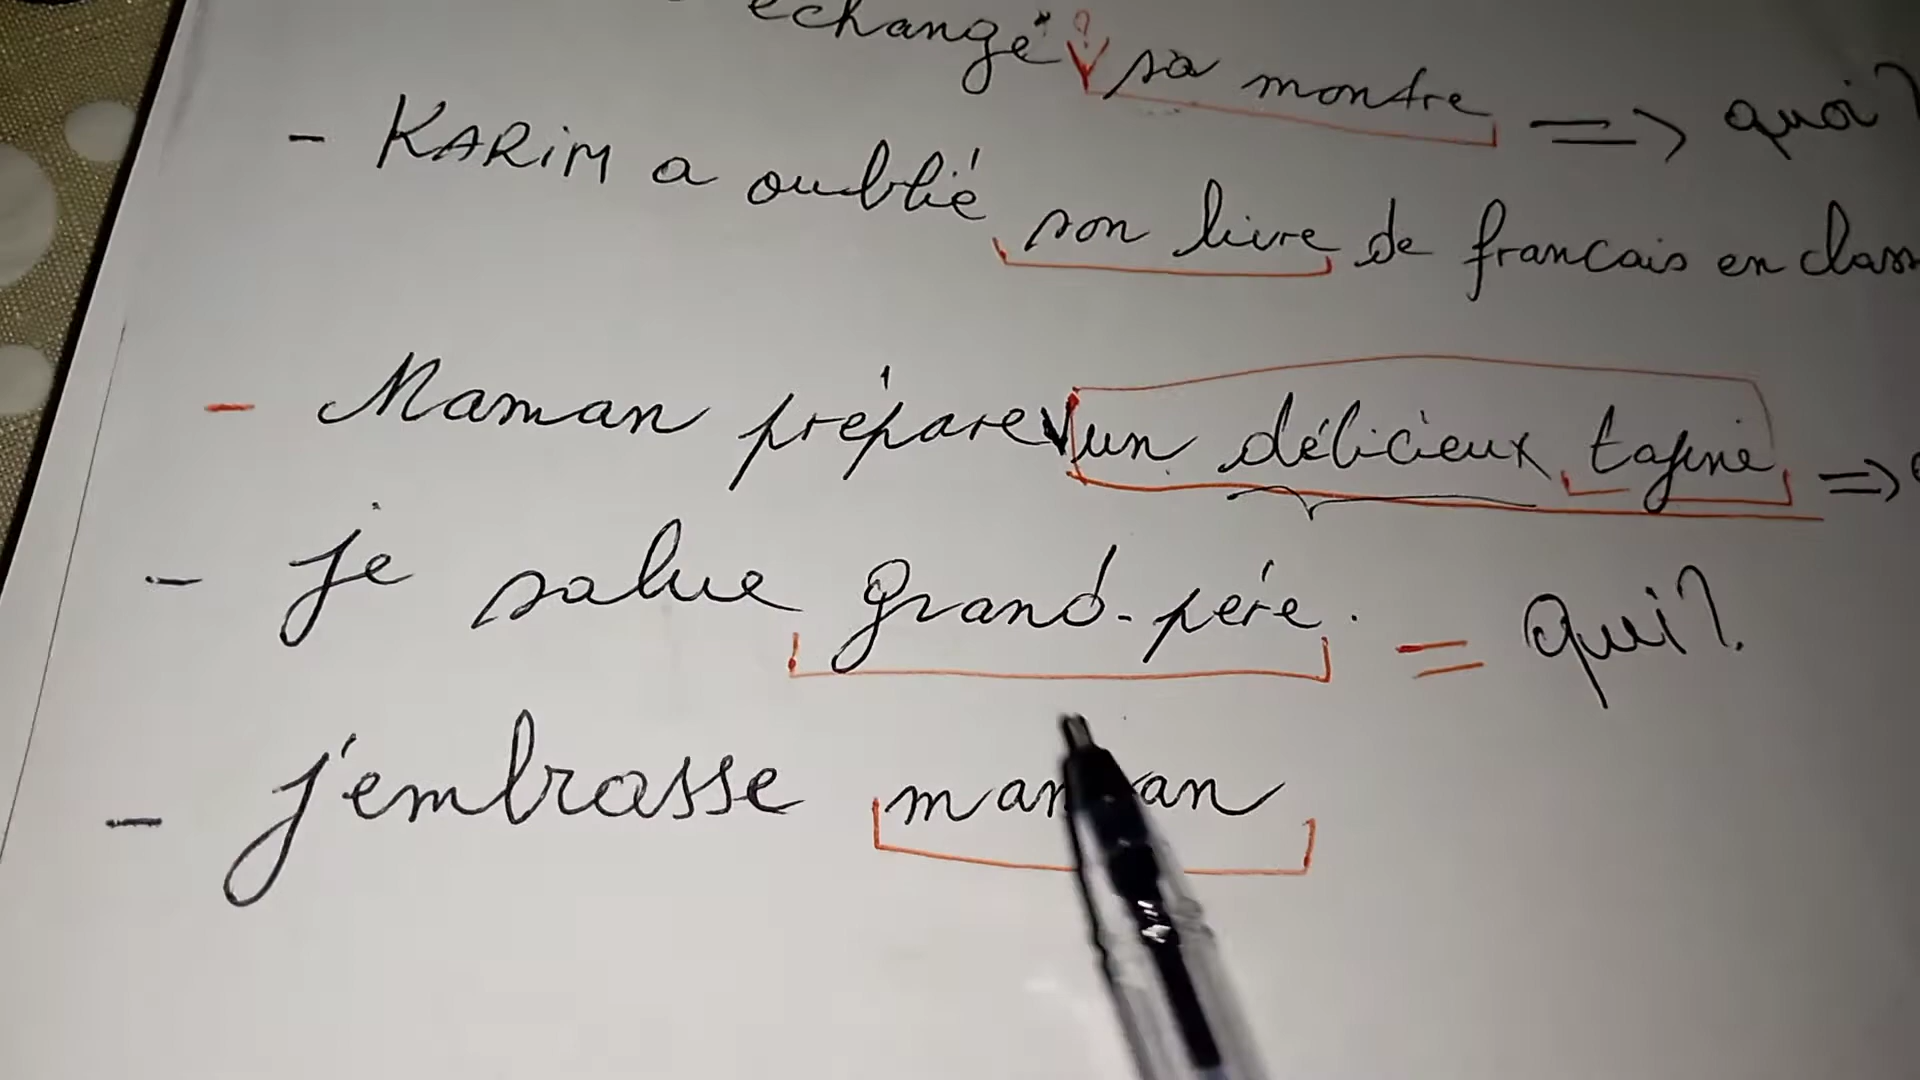 échangé ? sa montre => quoi?
- KARIM a oublié son livre de francais en class
- Maman prépare un délicieux tajine =>
- je salue grand-père. = qui?
- j'embrasse maman